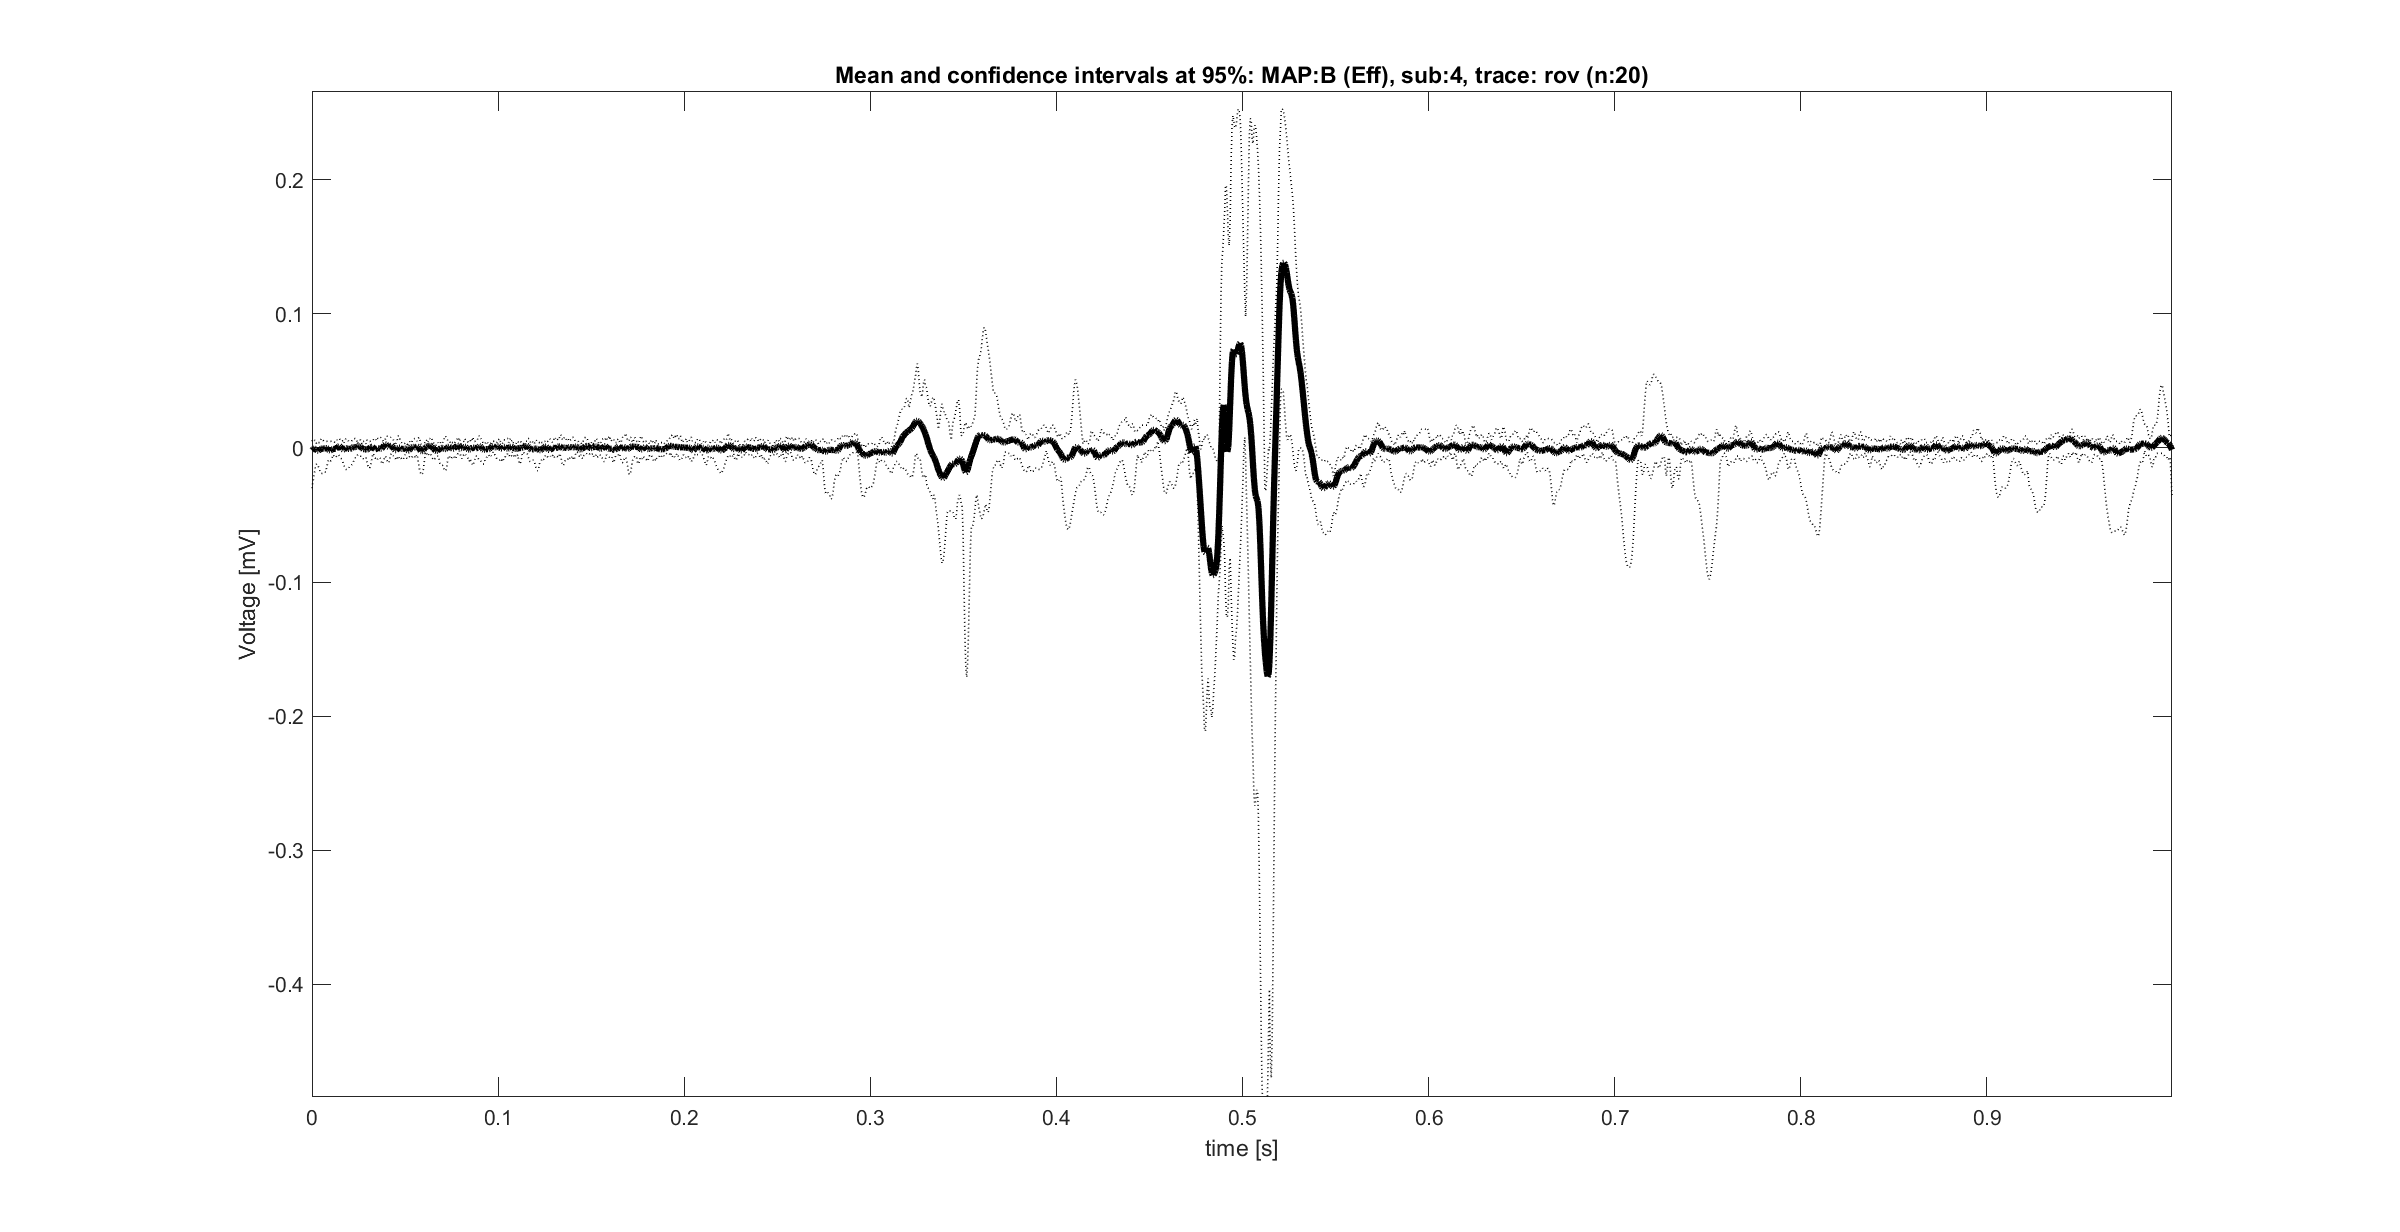 Mean and confidence intervals at 95%: MAP:B (Eff), sub:4, trace: rov (n:20)
0.2
0.1
0
-0.1
-0.2
-0.3
-0.4
Voltage [mV]
0 0.1 0.2 0.3 0.4 0.5 0.6 0.7 0.8 0.9
time [s]